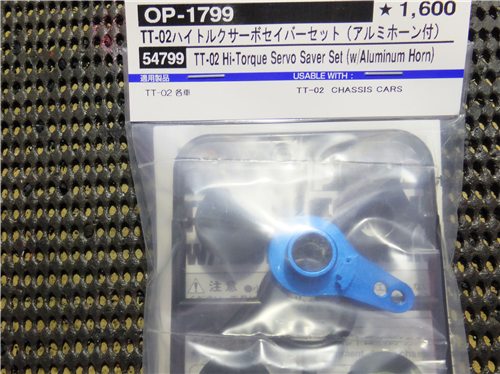 OP-1799
★1,600
TT-02ハイトルクサーボセイバーセット(アルミホーン付)
54799 TT-02 Hi-Torque Servo Saver Set (w/Aluminum Horn)
適用製品 USABLE WITH :
TT-02 各車 TT-02 CHASSIS CARS
注意